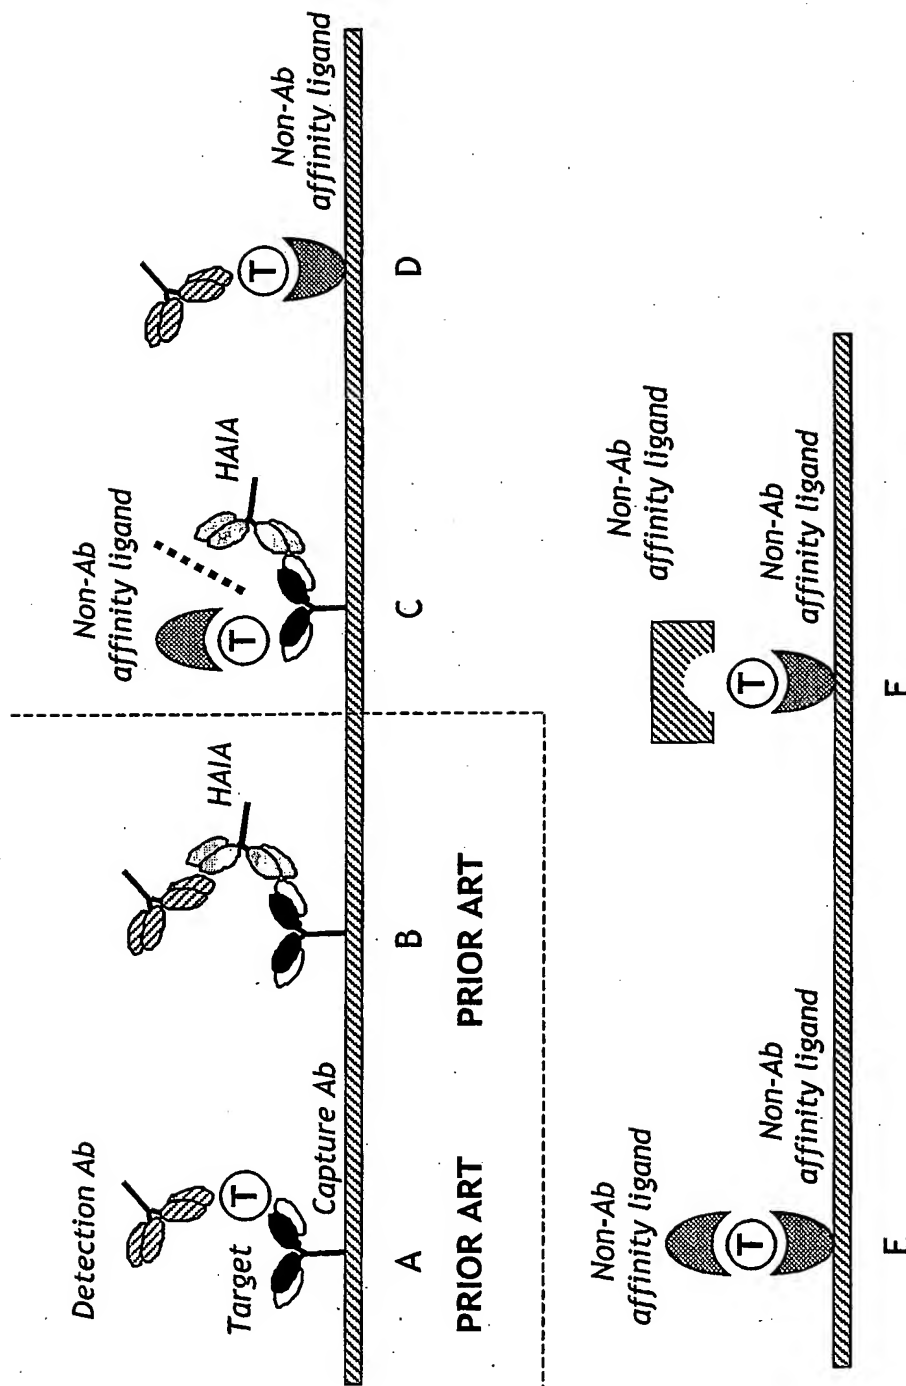 Detection Ab
T
Target
Capture Ab
A
PRIOR ART
HAIA
B
PRIOR ART
Non-Ab
affinity ligand
T
HAIA
C
T
Non-Ab
affinity ligand
D
Non-Ab
affinity ligand
T
Non-Ab
affinity ligand
E
Non-Ab
affinity ligand
T
Non-Ab
affinity ligand
F